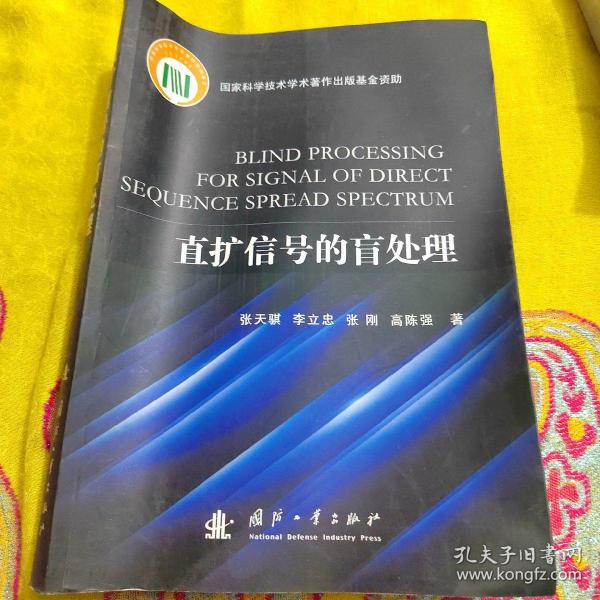 国家科学技术学术著作出版基金资助
BLIND PROCESSING
FOR SIGNAL OF DIRECT
SEQUENCE SPREAD SPECTRUM
直扩信号的盲处理
张天骐 李立忠 张 刚 高陈强 著
国防工业出版社
National Defense Industry Press
孔夫子旧书网
www.kongfz.com